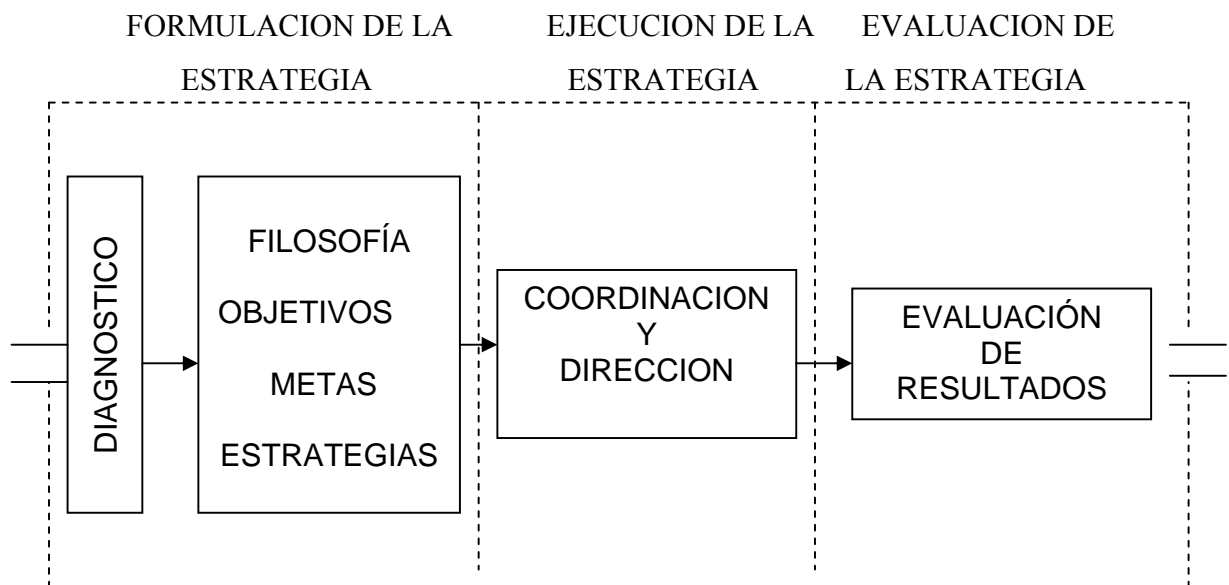 FORMULACION DE LA
ESTRATEGIA
EJECUCION DE LA
ESTRATEGIA
EVALUACION DE
LA ESTRATEGIA
DIAGNOSTICO
FILOSOFÍA
OBJETIVOS
METAS
ESTRATEGIAS
COORDINACION
Y
DIRECCION
EVALUACIÓN
DE
RESULTADOS